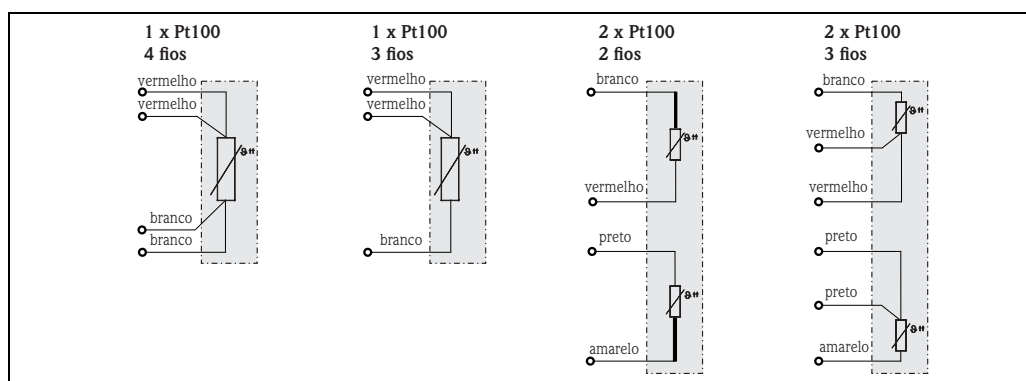 1 x Pt100
4 fios
vermelho
vermelho
ϑ
branco
branco
1 x Pt100
3 fios
vermelho
vermelho
ϑ
branco
2 x Pt100
2 fios
branco
ϑ
vermelho
preto
ϑ
amarelo
2 x Pt100
3 fios
branco
ϑ
vermelho
vermelho
preto
preto
ϑ
amarelo